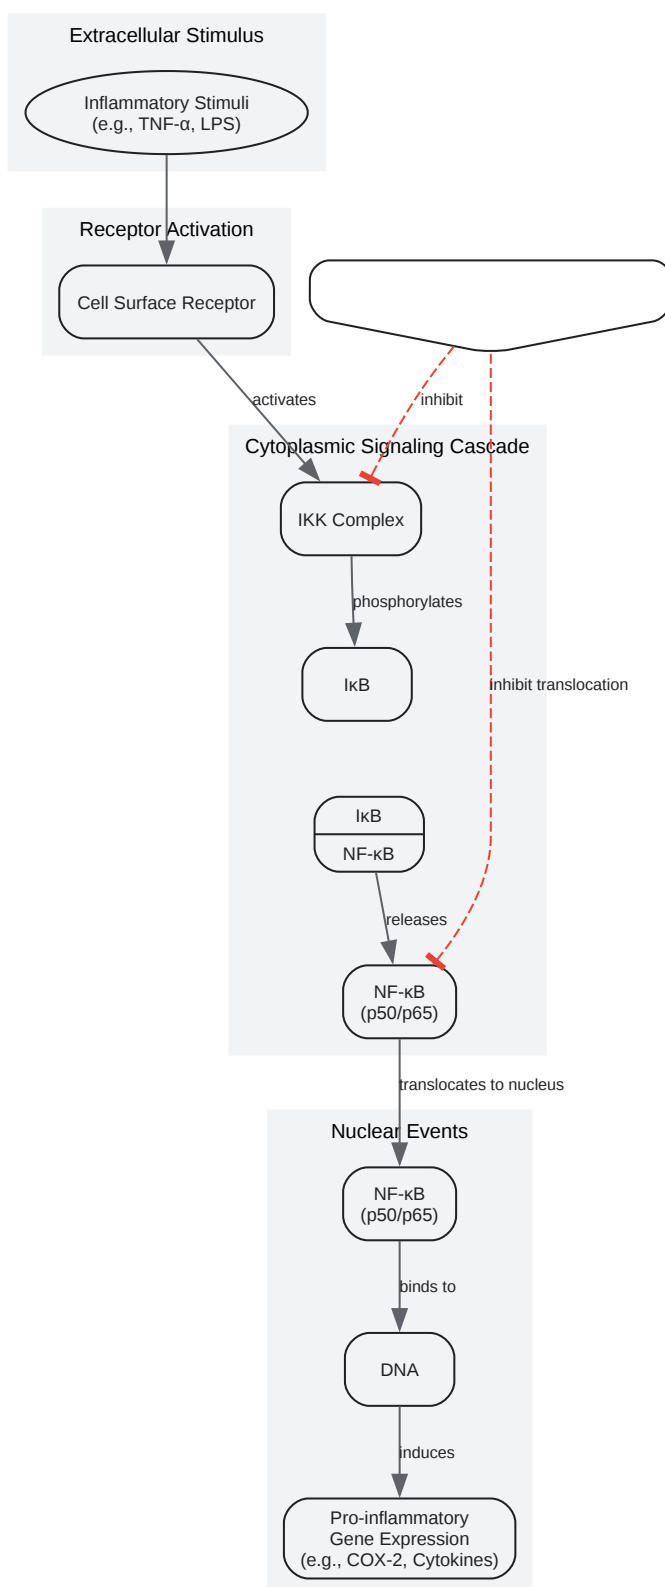 Extracellular Stimulus
Inflammatory Stimuli
(e.g., TNF-α, LPS)
Receptor Activation
Cell Surface Receptor
activates
inhibit
Cytoplasmic Signaling Cascade
IKK Complex
phosphorylates
IκB
inhibit translocation
IκB
NF-κB
releases
NF-κB
(p50/p65)
translocates to nucleus
Nuclear Events
NF-κB
(p50/p65)
binds to
DNA
induces
Pro-inflammatory
Gene Expression
(e.g., COX-2, Cytokines)